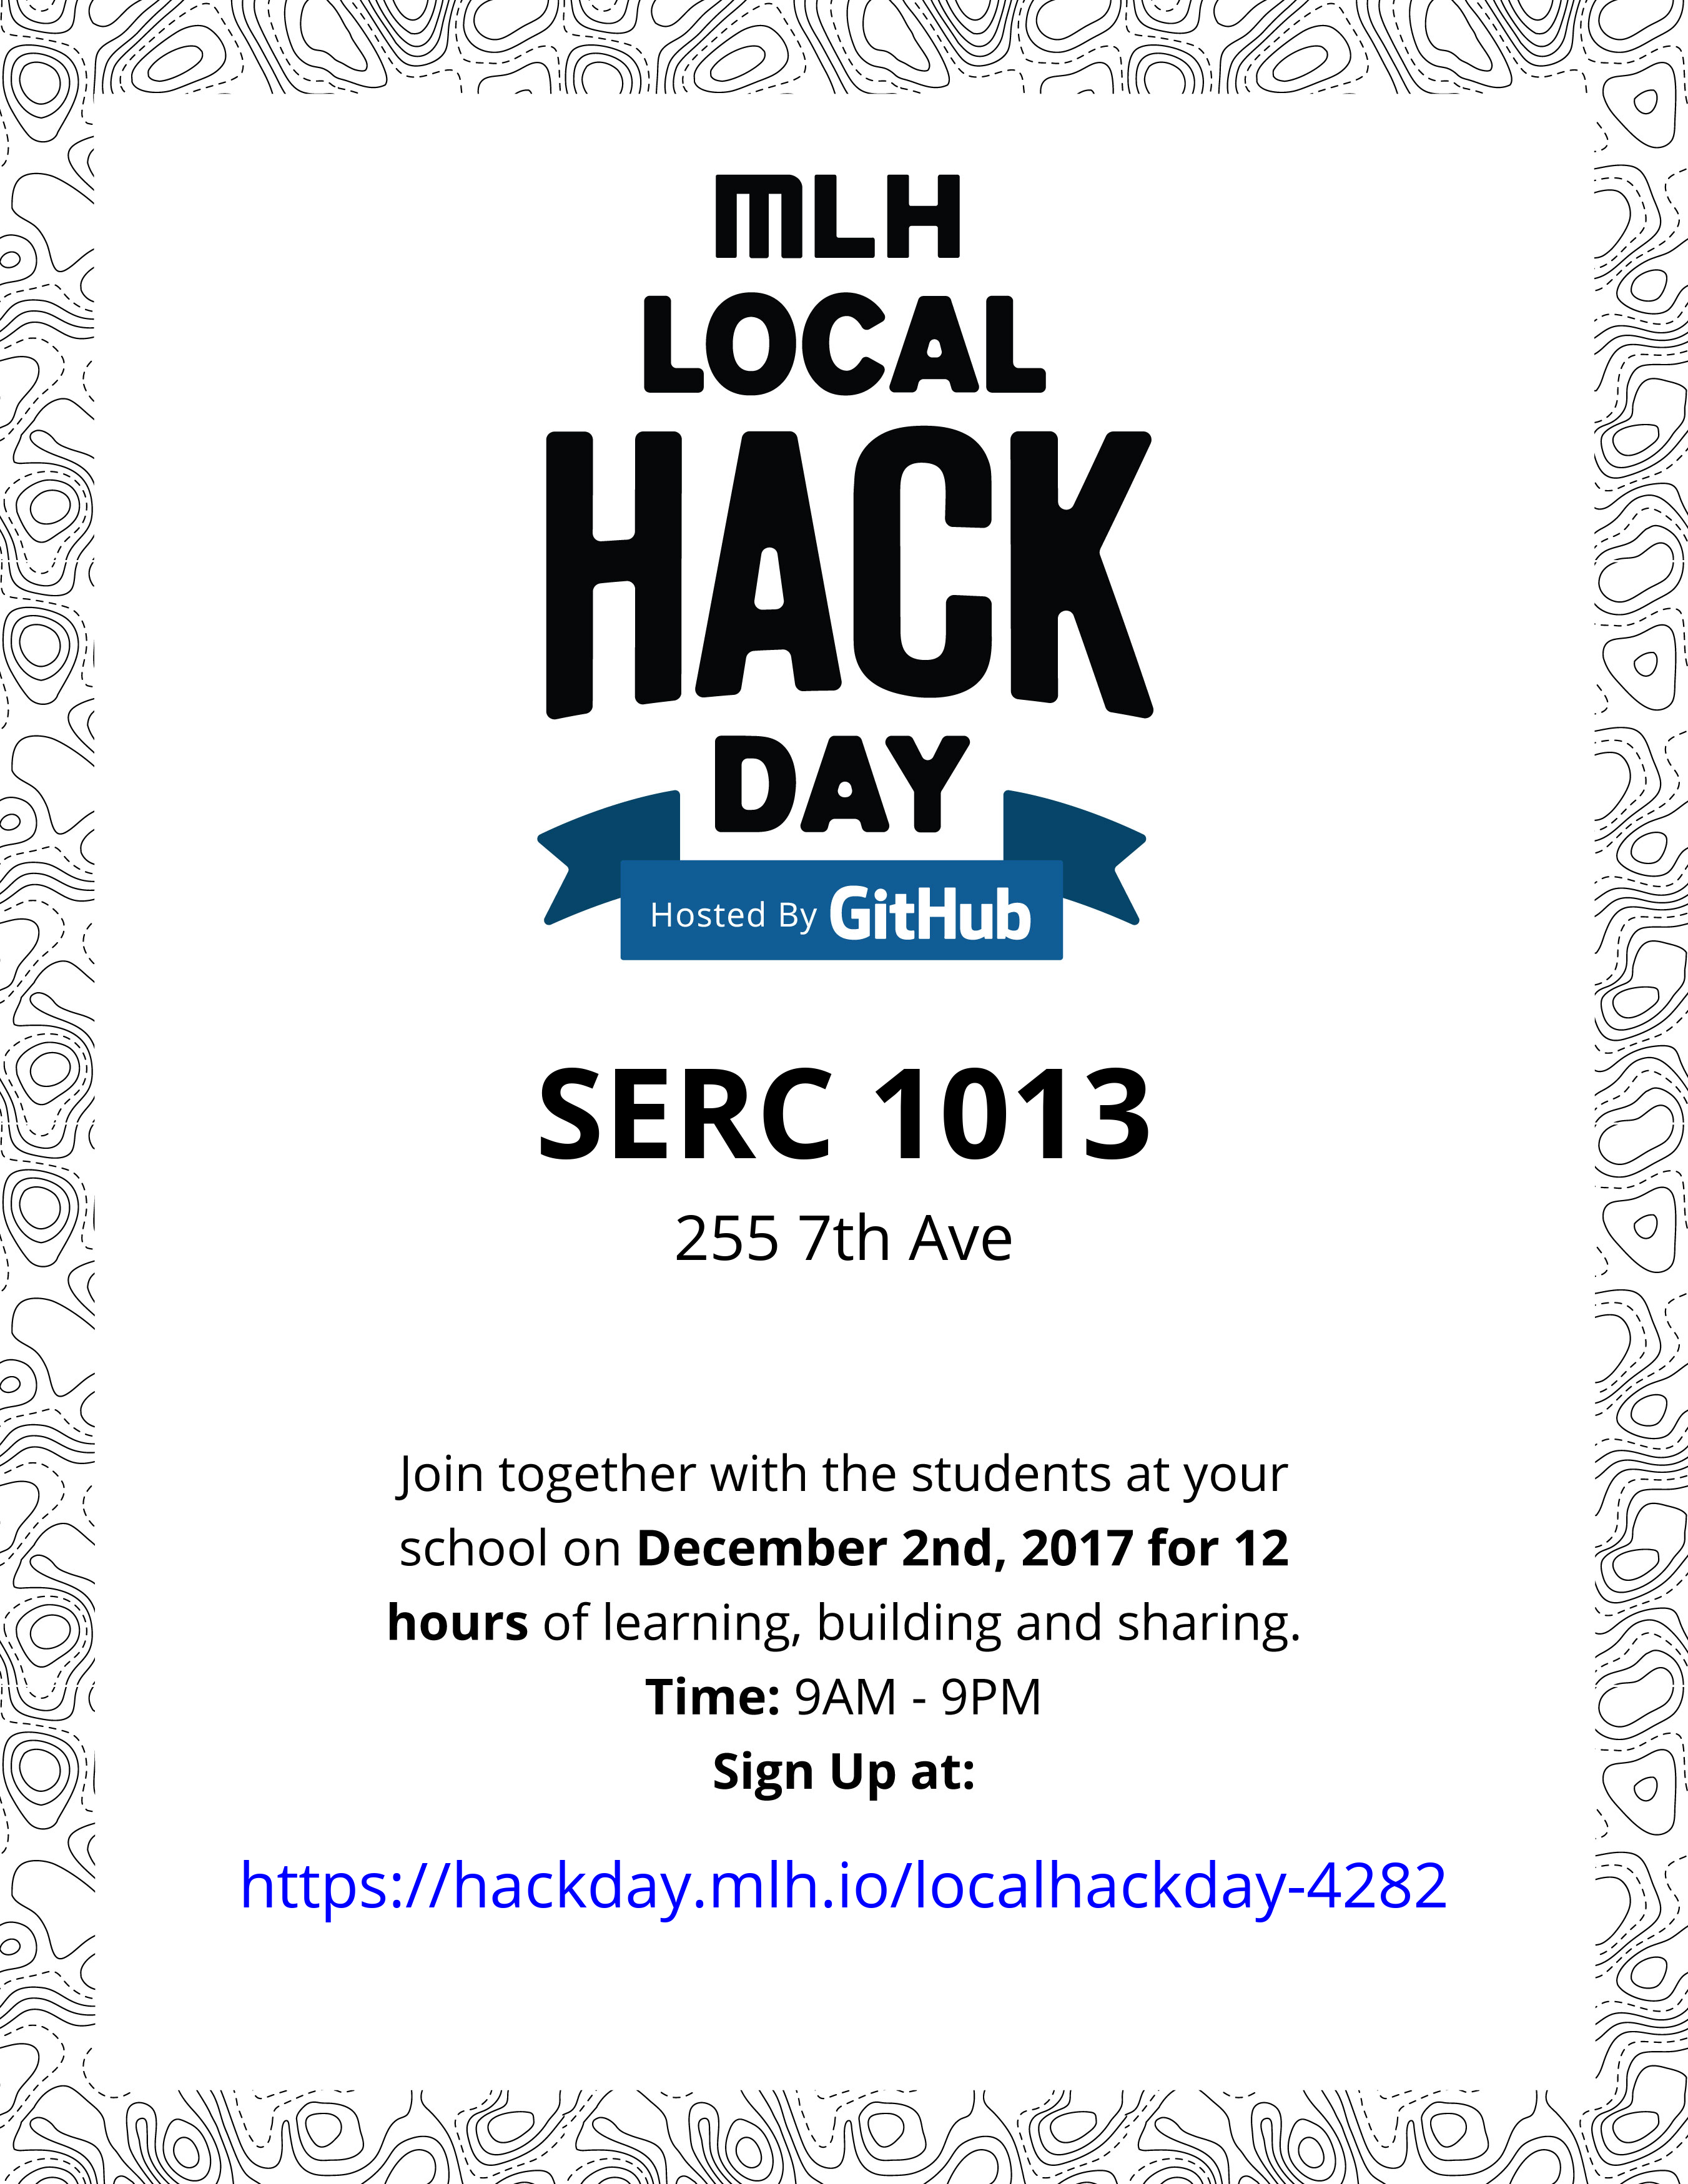 MLH
LOCAL
HACK
DAY
Hosted By GitHub
SERC 1013
255 7th Ave
Join together with the students at your
school on December 2nd, 2017 for 12
hours of learning, building and sharing.
Time: 9AM - 9PM
Sign Up at:
https://hackday.mlh.io/localhackday-4282